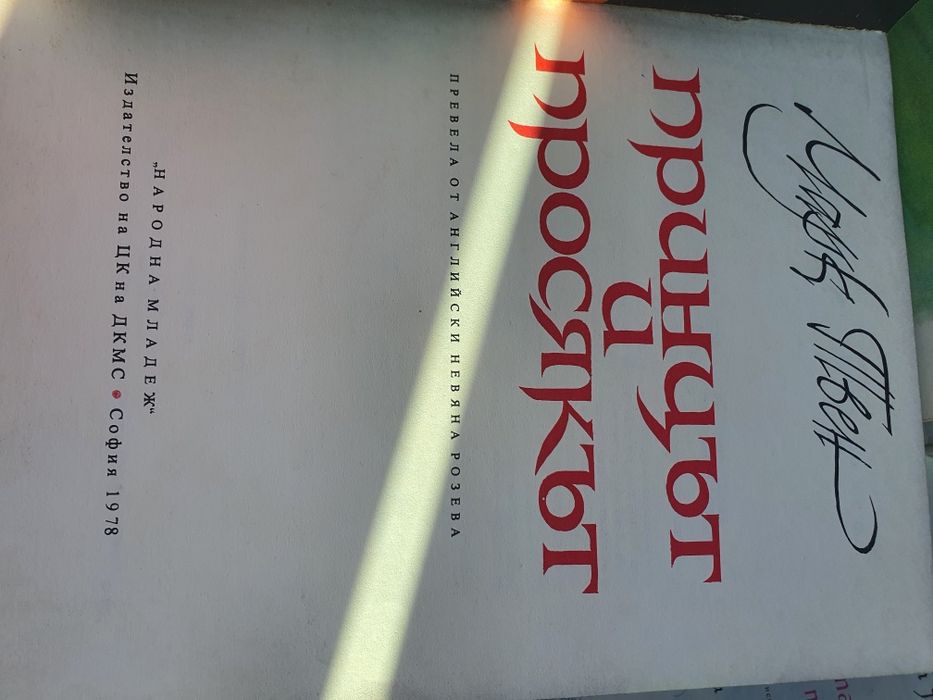 Марк Твен
принцът
и
просякът
ПРЕВЕЛА ОТ АНГЛИЙСКИ НЕВЯНА РОЗЕВА
„НАРОДНА МЛАДЕЖ“
Издателство на ЦК на ДКМС • София 1978